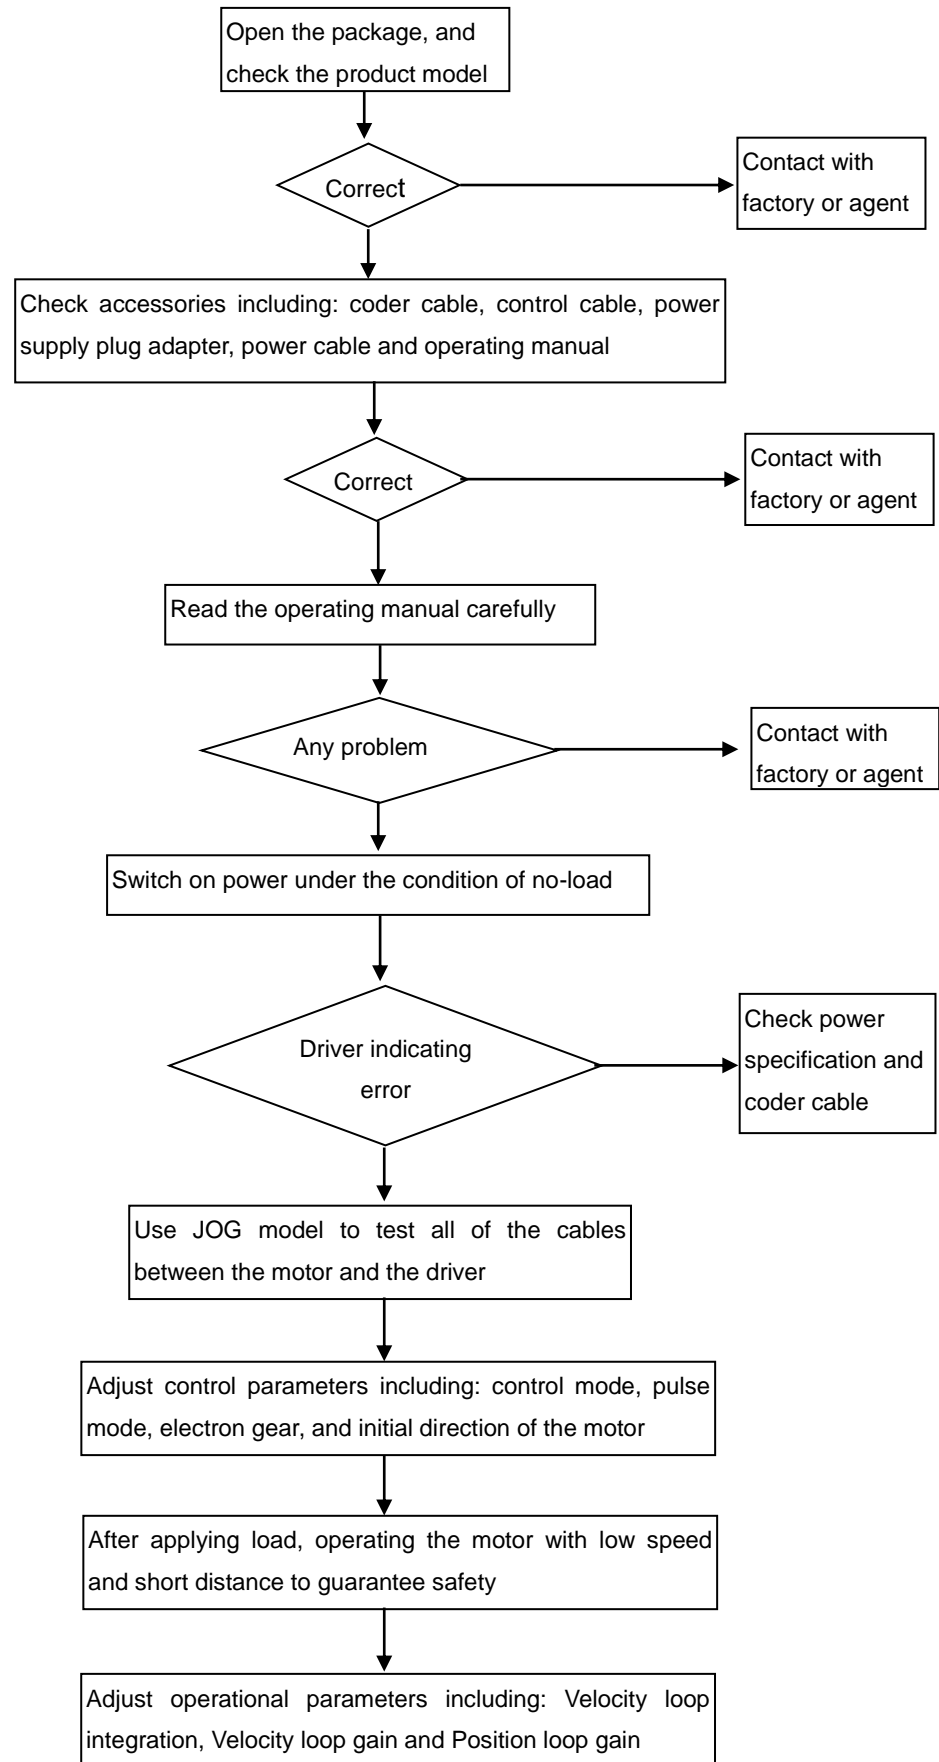 Open the package, and
check the product model
Correct
Contact with
factory or agent
Check accessories including: coder cable, control cable, power
supply plug adapter, power cable and operating manual
Correct
Contact with
factory or agent
Read the operating manual carefully
Any problem
Contact with
factory or agent
Switch on power under the condition of no-load
Driver indicating
error
Check power
specification and
coder cable
Use JOG model to test all of the cables
between the motor and the driver
Adjust control parameters including: control mode, pulse
mode, electron gear, and initial direction of the motor
After applying load, operating the motor with low speed
and short distance to guarantee safety
Adjust operational parameters including: Velocity loop
integration, Velocity loop gain and Position loop gain